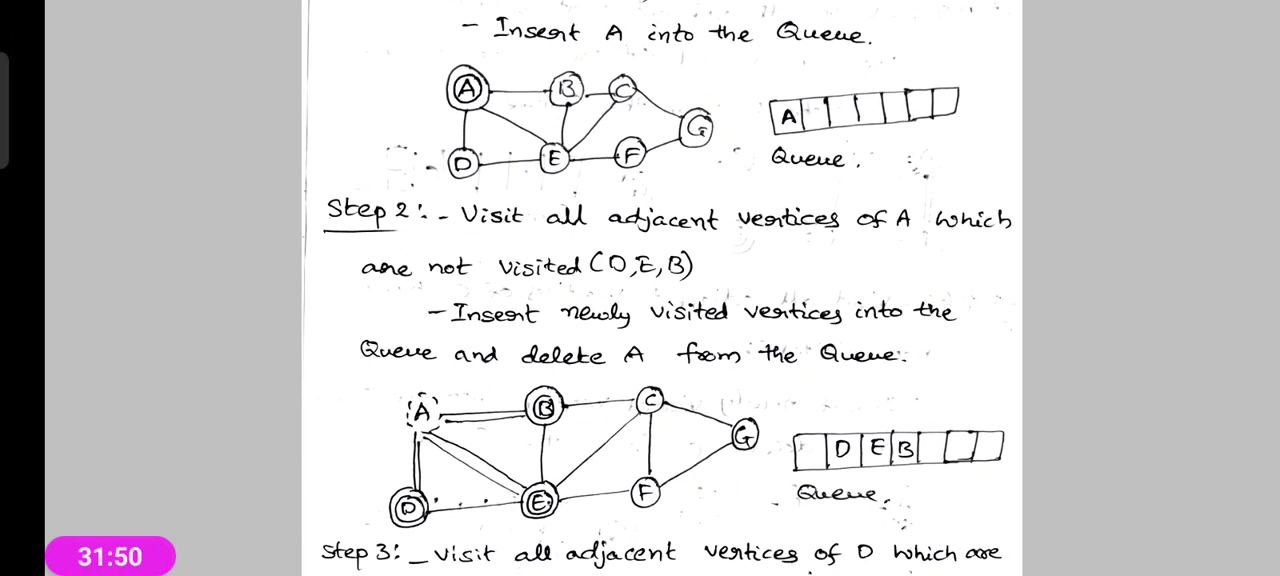 - Insert A into the Queue.
A B C
G
D E F
A
Queue.
Step 2:- Visit all adjacent vertices of A which
are not visited (D,E,B)
- Insert newly visited vertices into the
Queue and delete A from the Queue.
A B C
G
D E F
D E B
Queue.
Step 3:- Visit all adjacent vertices of D which are
31:50